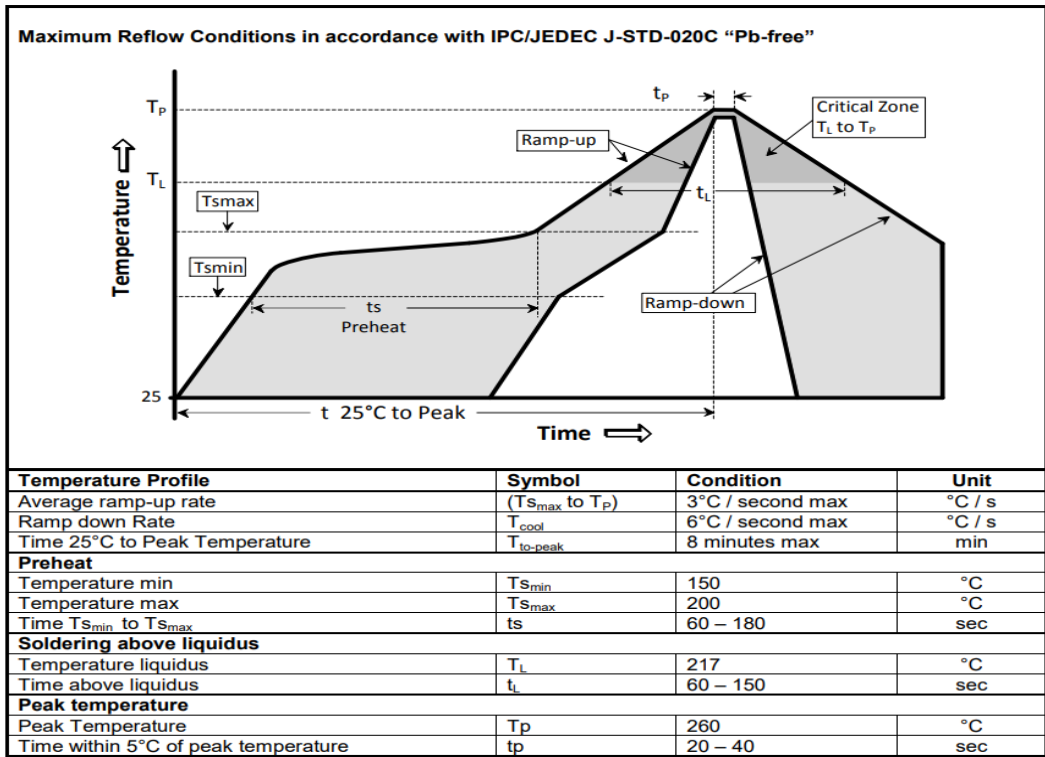 Maximum Reflow Conditions in accordance with IPC/JEDEC J-STD-020C “Pb-free”
tP
TP
Critical Zone
TL to TP
Ramp-up
TL
tL
Tsmax
Tsmin
Temperature
ts
Preheat
Ramp-down
25
t 25°C to Peak
Time
Temperature Profile Symbol Condition Unit
Average ramp-up rate (Tsmax to TP) 3°C / second max °C / s
Ramp down Rate Tcool 6°C / second max °C / s
Time 25°C to Peak Temperature Tto-peak 8 minutes max min
Preheat
Temperature min Tsmin 150 °C
Temperature max Tsmax 200 °C
Time Tsmin to Tsmax ts 60 – 180 sec
Soldering above liquidus
Temperature liquidus TL 217 °C
Time above liquidus tL 60 – 150 sec
Peak temperature
Peak Temperature Tp 260 °C
Time within 5°C of peak temperature tp 20 – 40 sec